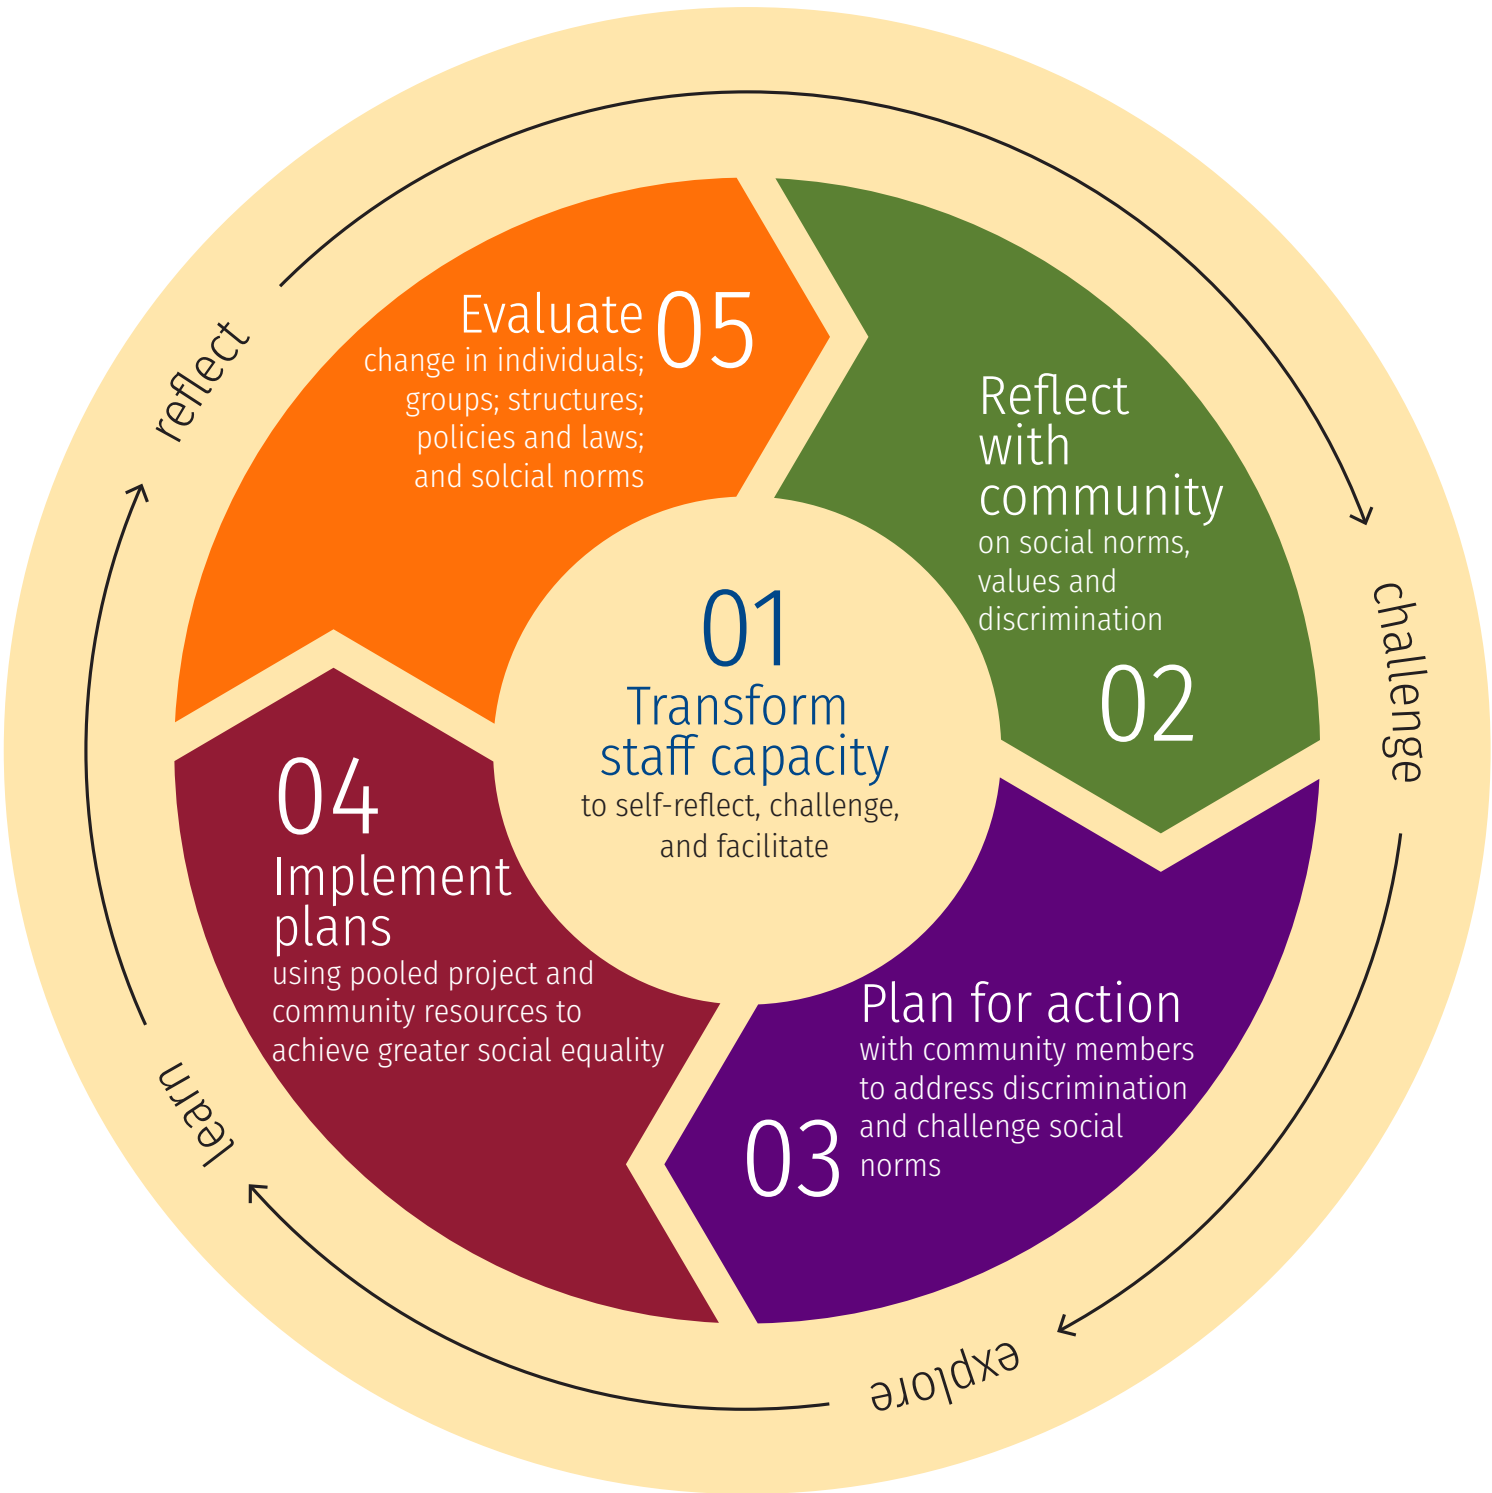 01
Transform
staff capacity
to self-reflect, challenge,
and facilitate
Reflect
with
community
on social norms,
values and
discrimination
02
Plan for action
with community members
to address discrimination
and challenge social
norms
03
04
Implement
plans
using pooled project and
community resources to
achieve greater social equality
Evaluate
change in individuals;
groups; structures;
policies and laws;
and solcial norms
05
reflect
challenge
explore
learn